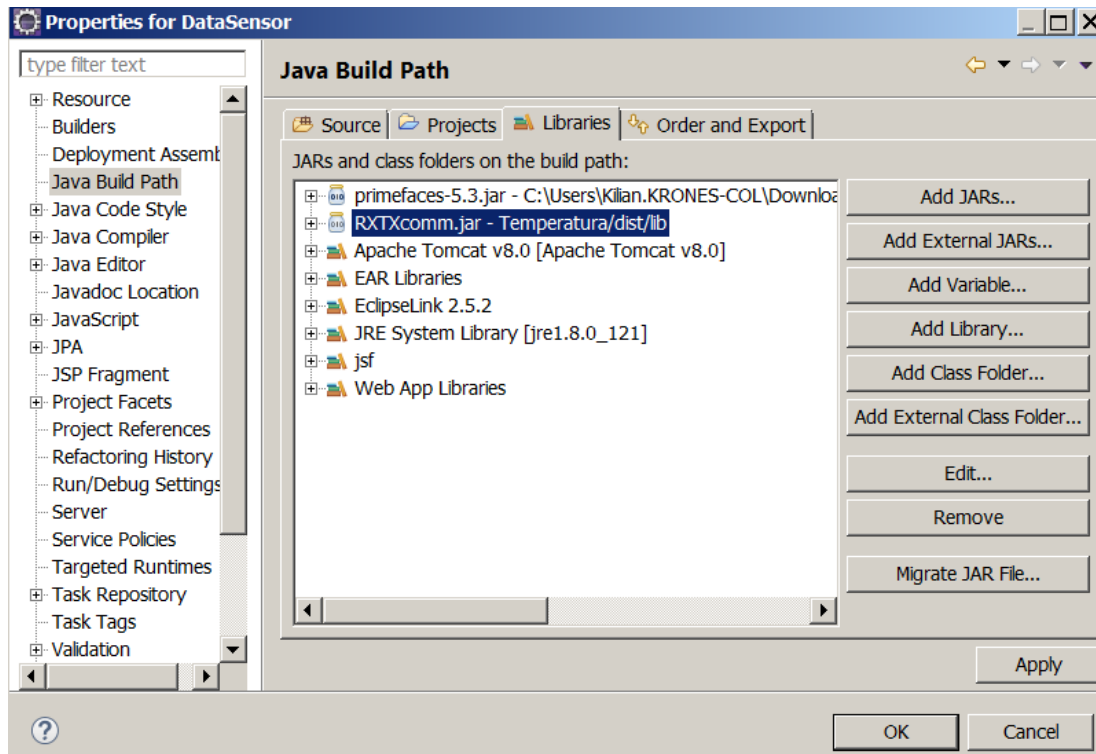 Properties for DataSensor
type filter text
Resource
Builders
Deployment Assemb
Java Build Path
Java Code Style
Java Compiler
Java Editor
Javadoc Location
JavaScript
JPA
JSP Fragment
Project Facets
Project References
Refactoring History
Run/Debug Settings
Server
Service Policies
Targeted Runtimes
Task Repository
Task Tags
Validation
Java Build Path
Source
Projects
Libraries
Order and Export
JARs and class folders on the build path:
primefaces-5.3.jar - C:\Users\Kilian.KRONES-COL\Downloa
RXTXcomm.jar - Temperatura/dist/lib
Apache Tomcat v8.0 [Apache Tomcat v8.0]
EAR Libraries
EclipseLink 2.5.2
JRE System Library [jre1.8.0_121]
jsf
Web App Libraries
Add JARs...
Add External JARs...
Add Variable...
Add Library...
Add Class Folder...
Add External Class Folder...
Edit...
Remove
Migrate JAR File...
Apply
OK
Cancel